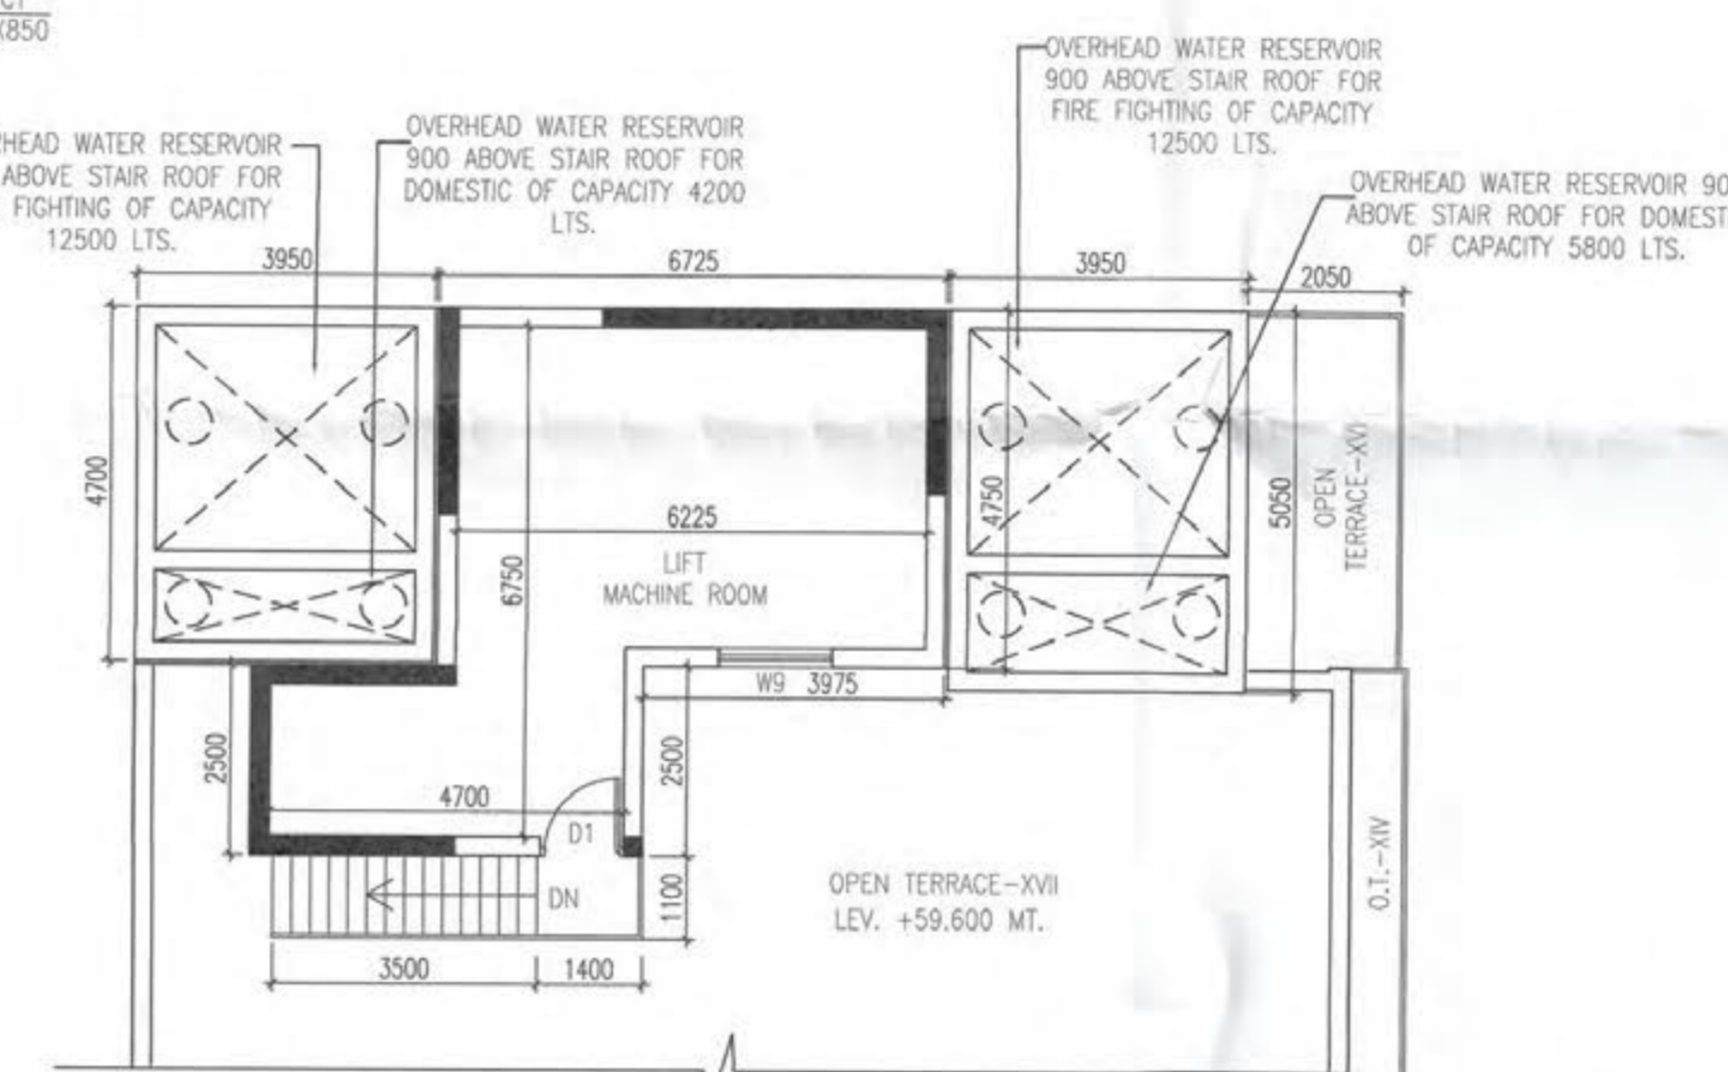 X850
OVERHEAD WATER RESERVOIR
900 ABOVE STAIR ROOF FOR
FIRE FIGHTING OF CAPACITY
12500 LTS.
OVERHEAD WATER RESERVOIR
900 ABOVE STAIR ROOF FOR
DOMESTIC OF CAPACITY 4200
LTS.
HEAD WATER RESERVOIR
ABOVE STAIR ROOF FOR
FIGHTING OF CAPACITY
12500 LTS.
OVERHEAD WATER RESERVOIR 90
ABOVE STAIR ROOF FOR DOMEST
OF CAPACITY 5800 LTS.
3950
6725
3950
2050
4700
6750
6225
LIFT
MACHINE ROOM
4750
5050
OPEN
TERRACE-XVI
W9 3975
2500
4700
2500
D1
DN
1100
OPEN TERRACE-XVII
LEV. +59.600 MT.
O.T.-XIV
3500
1400